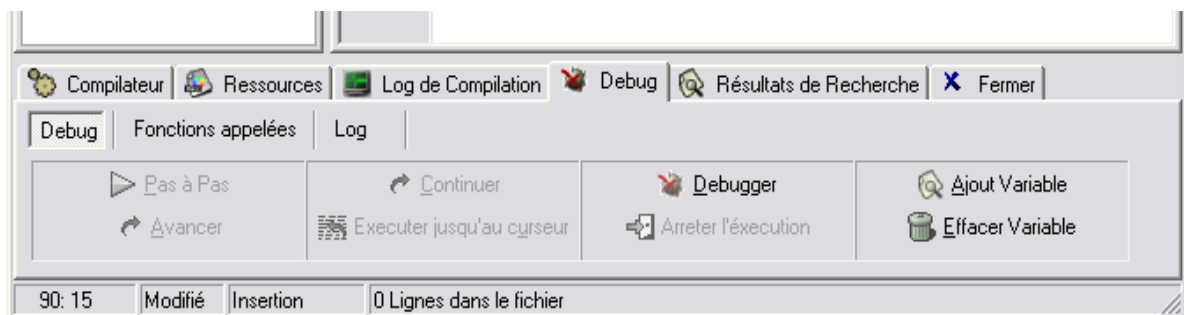 Compilateur Ressources Log de Compilation Debug Résultats de Recherche Fermer
Debug Fonctions appelées Log
Pas à Pas Continuer Debugger Ajout Variable
Avancer Executer jusqu'au curseur Arreter l'éxecution Effacer Variable
90: 15 Modifié Insertion 0 Lignes dans le fichier